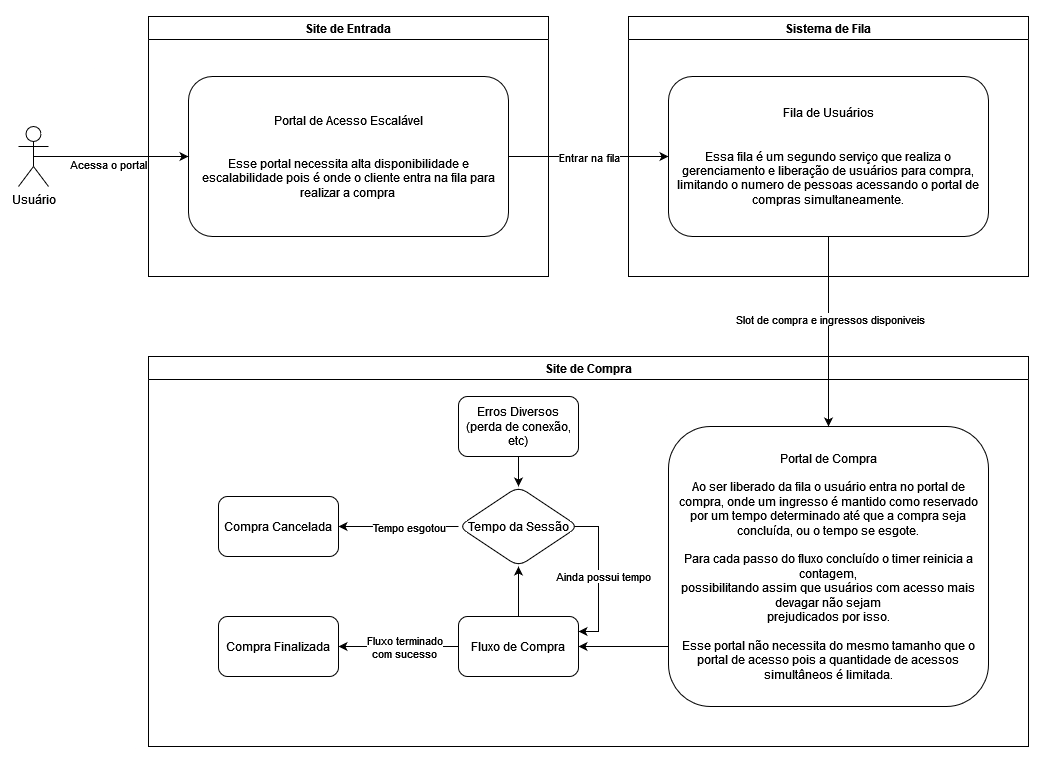 Site de Entrada
Sistema de Fila
Portal de Acesso Escalável
Esse portal necessita alta disponibilidade e
escalabilidade pois é onde o cliente entra na fila para
realizar a compra
Fila de Usuários
Essa fila é um segundo serviço que realiza o
gerenciamento e liberação de usuários para compra,
limitando o numero de pessoas acessando o portal de
compras simultaneamente.
Acessa o portal
Entrar na fila
Usuário
Slot de compra e ingressos disponiveis
Site de Compra
Erros Diversos
(perda de conexão,
etc)
Portal de Compra
Ao ser liberado da fila o usuário entra no portal de
compra, onde um ingresso é mantido como reservado
por um tempo determinado até que a compra seja
concluída, ou o tempo se esgote.
Para cada passo do fluxo concluído o timer reinicia a
contagem,
possibilitando assim que usuários com acesso mais
devagar não sejam
prejudicados por isso.
Esse portal não necessita do mesmo tamanho que o
portal de acesso pois a quantidade de acessos
simultâneos é limitada.
Compra Cancelada
Tempo esgotou
Tempo da Sessão
Ainda possui tempo
Compra Finalizada
Fluxo terminado
com sucesso
Fluxo de Compra